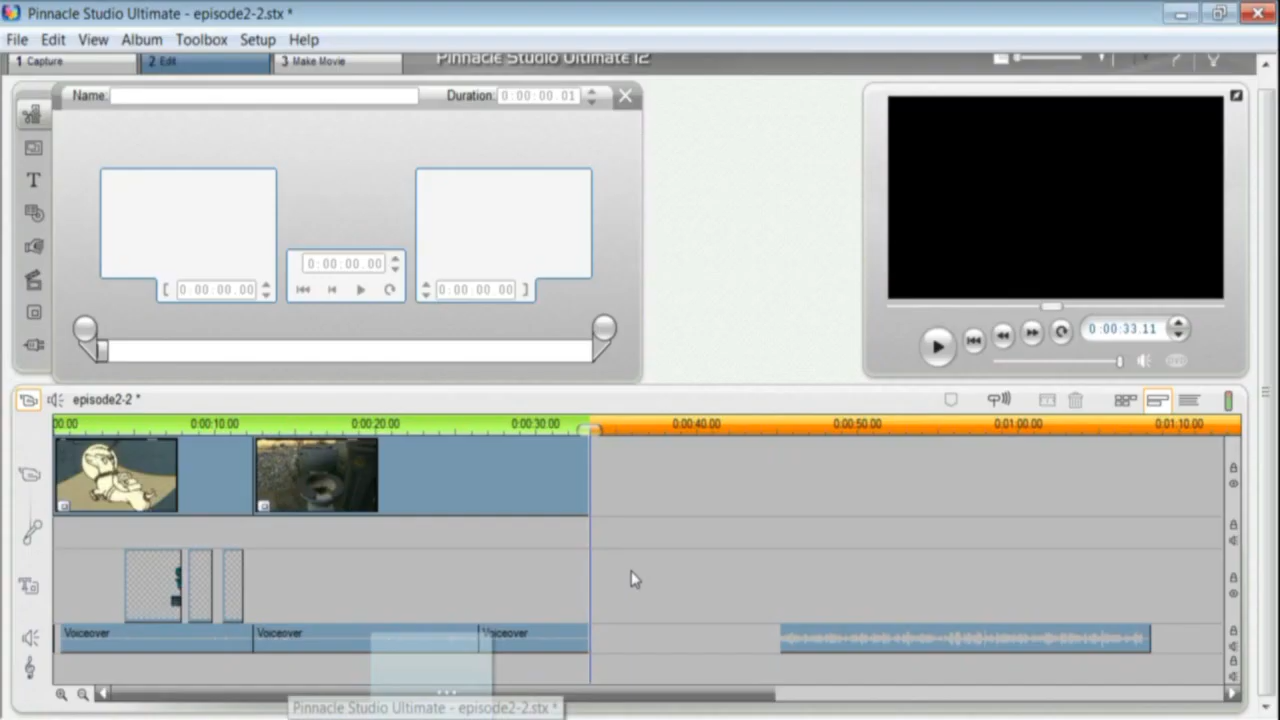 Pinnacle Studio Ultimate - episode2-2.stx *
File Edit View Album Toolbox Setup Help
1 Capture 2 Edit 3 Make Movie Pinnacle Studio Ultimate 12
Name: Duration: 0:00:00.01
T
0:00:00.00
[ 0:00:00.00 0:00:00.00 ]
0:00:33.11
episode2-2 *
:00.00 0:00:10.00 0:00:20.00 0:00:30.00 0:00:40.00 0:00:50.00 0:01:00.00 0:01:10.00
Voiceover Voiceover Voiceover
Pinnacle Studio Ultimate - episode2-2.stx *